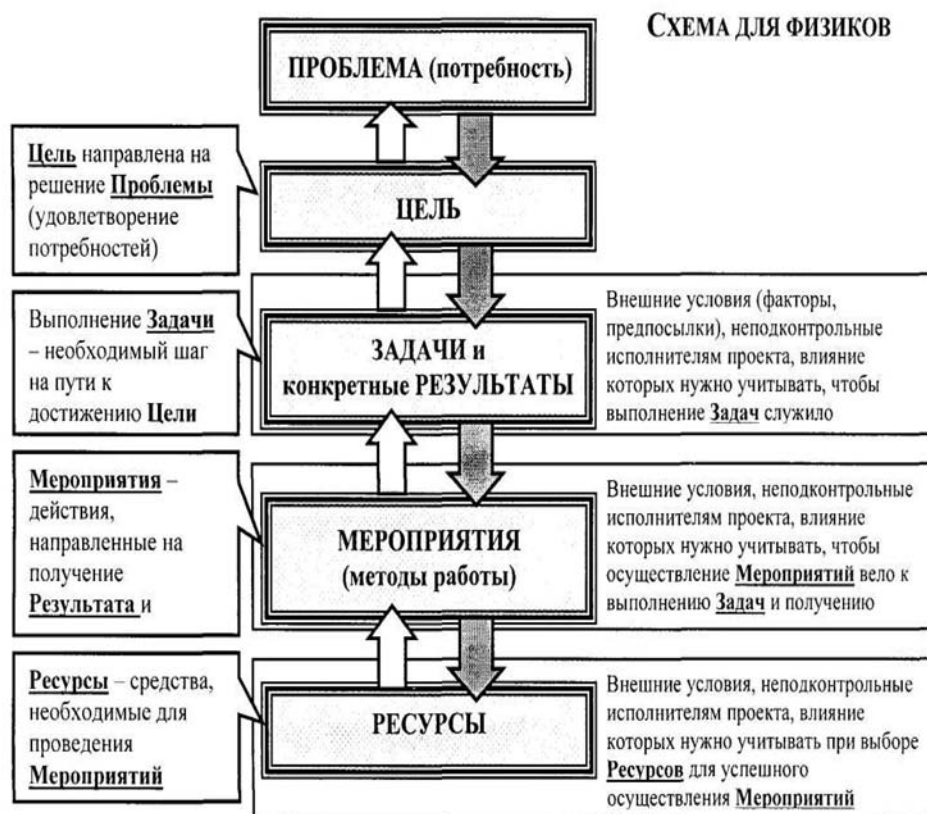 СХЕМА ДЛЯ ФИЗИКОВ
ПРОБЛЕМА (потребность)
Цель направлена на
решение Проблемы
(удовлетворение
потребностей)
ЦЕЛЬ
Выполнение Задачи
– необходимый шаг
на пути к
достижению Цели
ЗАДАЧИ и
конкретные РЕЗУЛЬТАТЫ
Внешние условия (факторы,
предпосылки), неподконтрольные
исполнителям проекта, влияние
которых нужно учитывать, чтобы
выполнение Задач служило
Мероприятия –
действия,
направленные на
получение
Результата и
МЕРОПРИЯТИЯ
(методы работы)
Внешние условия, неподконтрольные
исполнителям проекта, влияние
которых нужно учитывать, чтобы
осуществление Мероприятий вело к
выполнению Задач и получению
Ресурсы – средства,
необходимые для
проведения
Мероприятий
РЕСУРСЫ
Внешние условия, неподконтрольные
исполнителям проекта, влияние
которых нужно учитывать при выборе
Ресурсов для успешного
осуществления Мероприятий